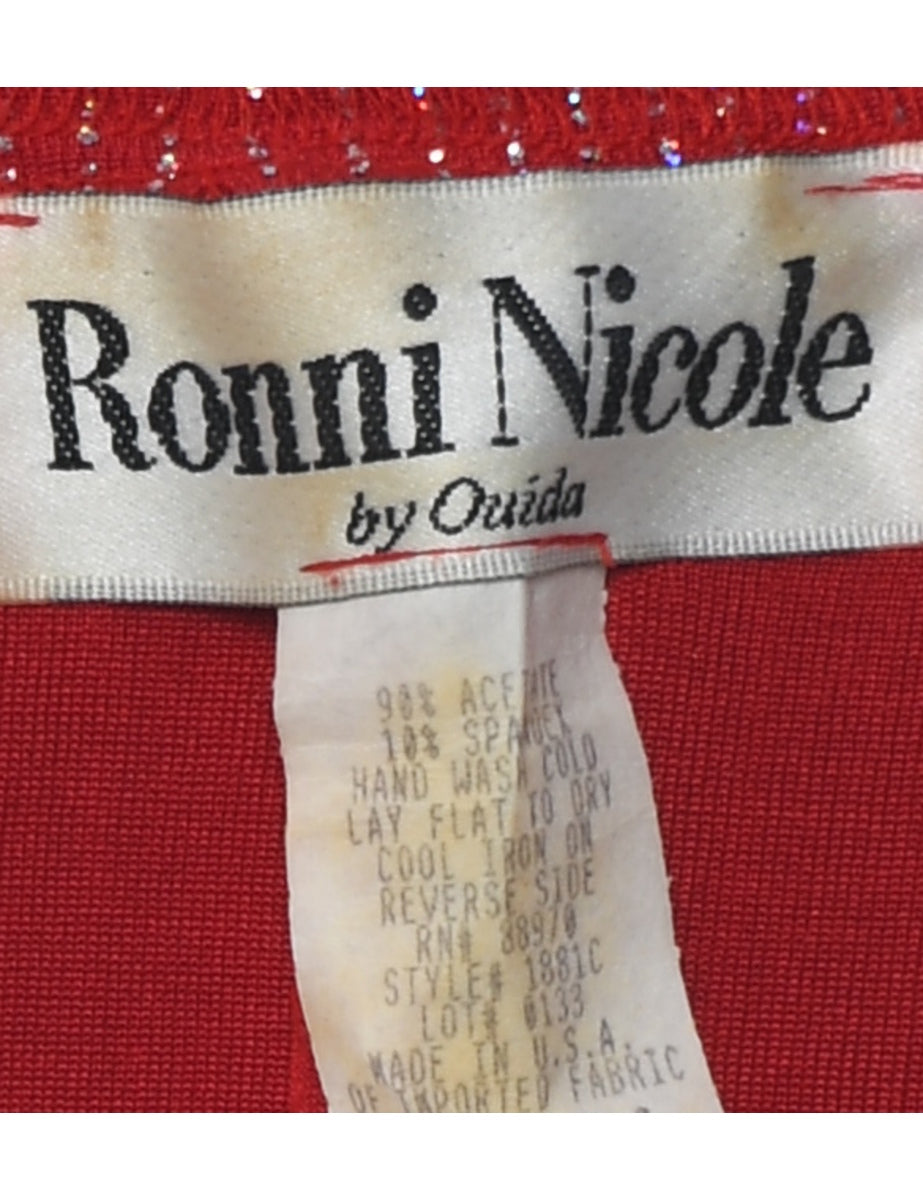 Ronni Nicole
by Ouida
90% ACETATE
10% SPANDEX
HAND WASH COLD
LAY FLAT TO DRY
COOL IRON ON
REVERSE SIDE
RN#
STYLE# 1881C
LOT# 0133
MADE IN U.S.A.
OF IMPORTED FABRIC